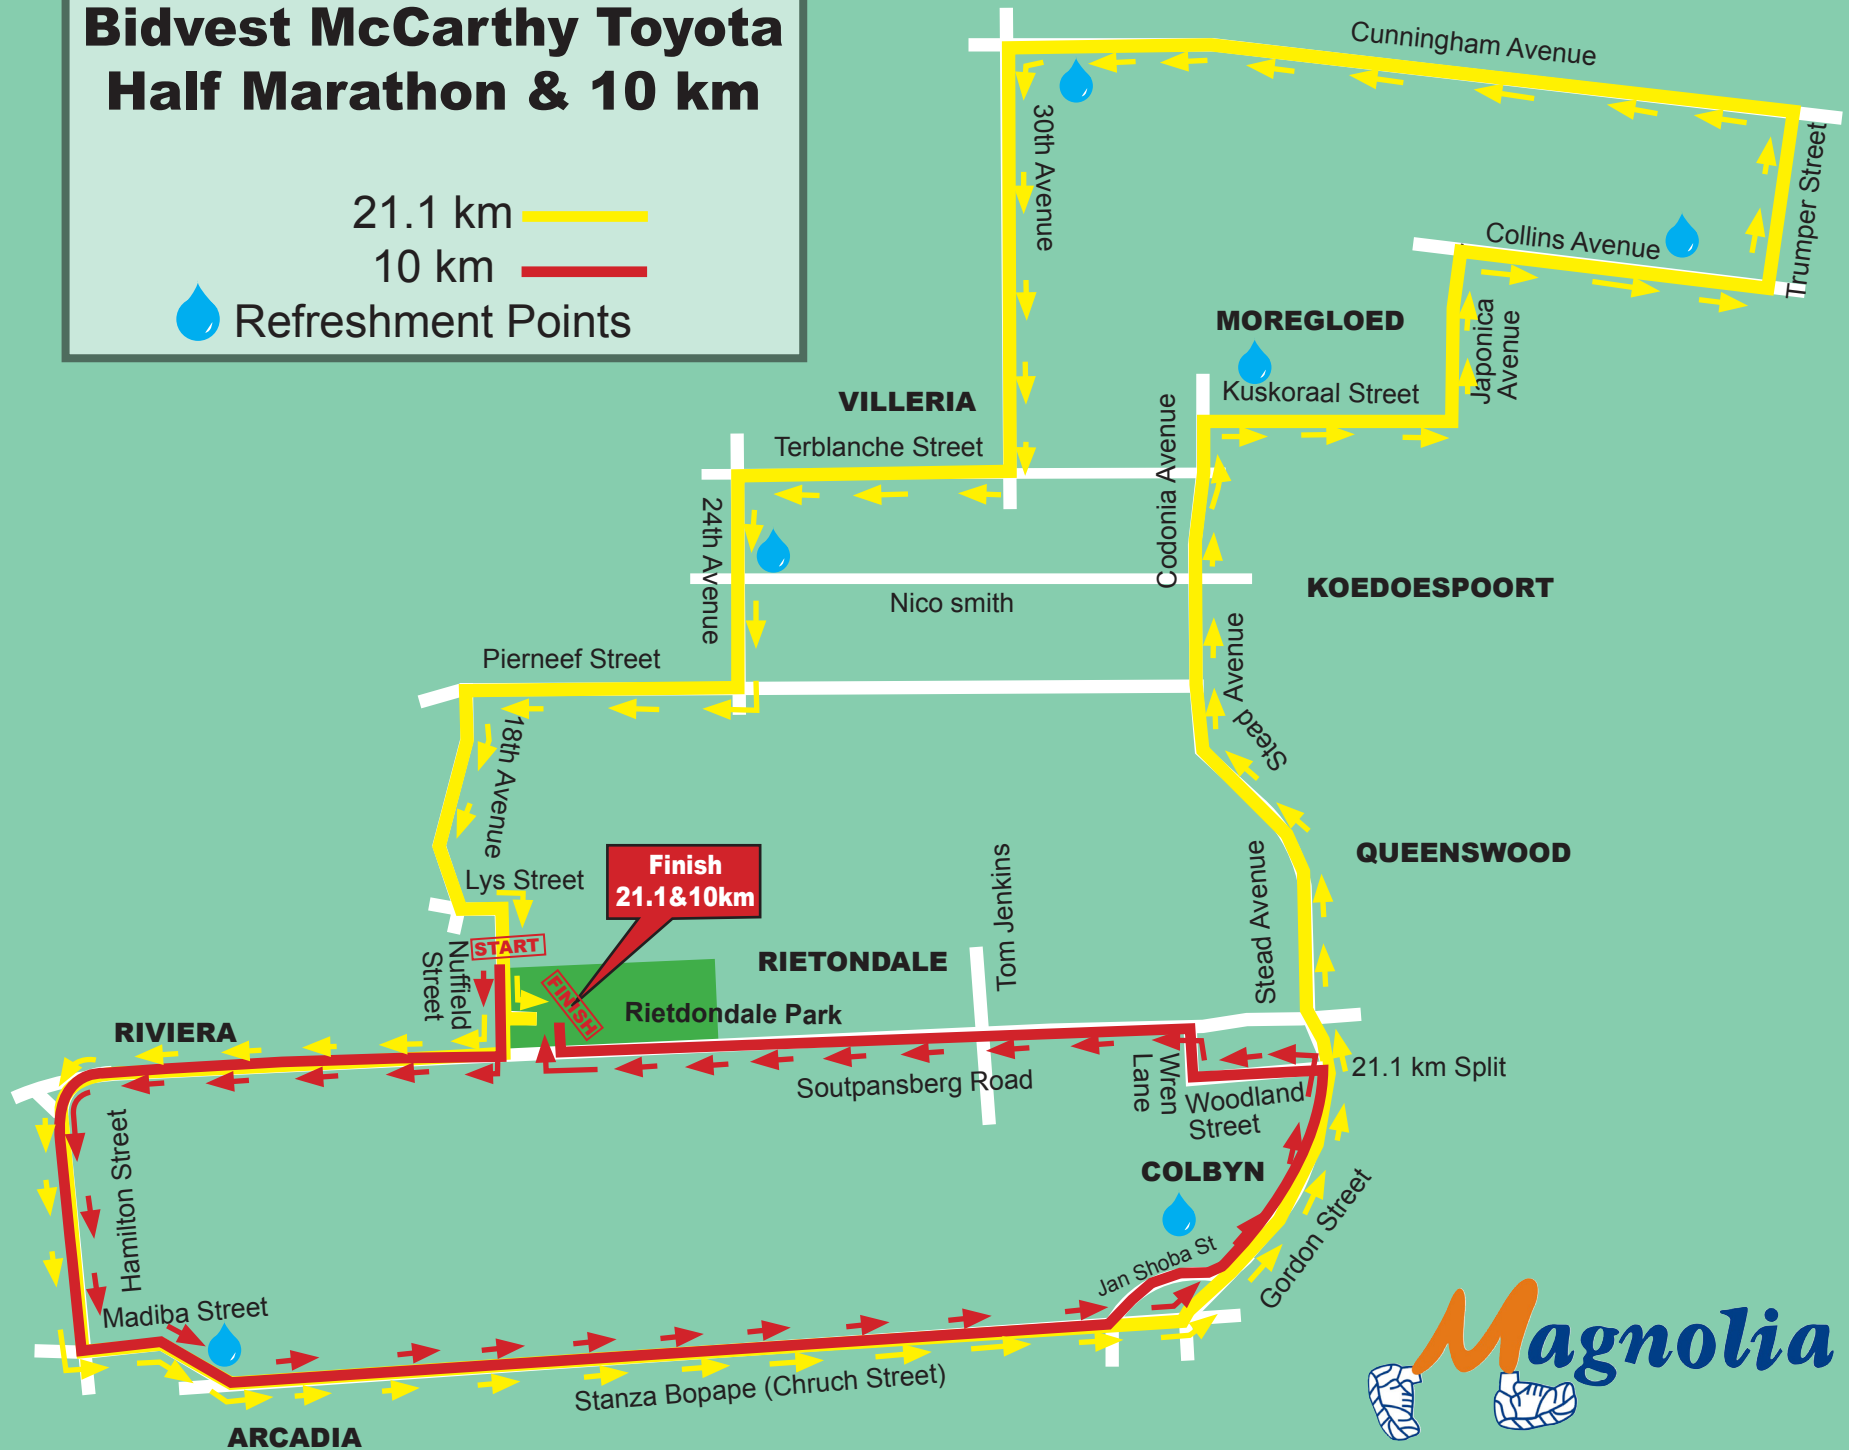 Bidvest McCarthy Toyota
Half Marathon & 10 km
21.1 km
10 km
Refreshment Points
Cunningham Avenue
30th Avenue
Trumper Street
Collins Avenue
MOREGLOED
Japonica
Avenue
Kuskoraal Street
VILLERIA
Terblanche Street
Codonia Avenue
24th Avenue
KOEDOESPOORT
Nico smith
Pierneef Street
Stead Avenue
18th Avenue
QUEENSWOOD
Lys Street
Finish
21.1&10km
Tom Jenkins
Stead Avenue
START
Nuffield
Street
RIETONDALE
FINISH
Rietdondale Park
RIVIERA
21.1 km Split
Soutpansberg Road
Wren
Lane
Woodland
Street
Hamilton Street
COLBYN
Gordon Street
Jan Shoba St
Madiba Street
Stanza Bopape (Chruch Street)
ARCADIA
Magnolia